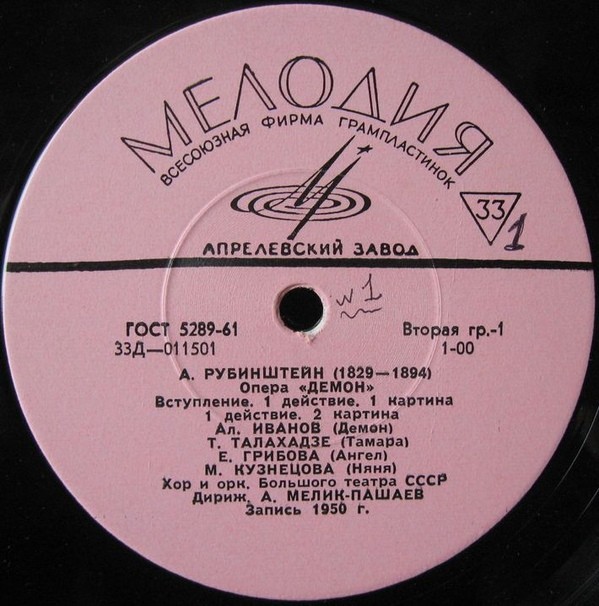 МЕЛОДИЯ
ВСЕСОЮЗНАЯ ФИРМА ГРАМПЛАСТИНОК
33
1
АПРЕЛЕВСКИЙ ЗАВОД
№1
ГОСТ 5289-61
Вторая гр.-1
33Д—011501
1-00
А. РУБИНШТЕЙН (1829—1894)
Опера «ДЕМОН»
Вступление. 1 действие. 1 картина
1 действие. 2 картина
Ал. ИВАНОВ (Демон)
Т. ТАЛАХАДЗЕ (Тамара)
Е. ГРИБОВА (Ангел)
М. КУЗНЕЦОВА (Няня)
Хор и орк. Большого театра СССР
Дириж. А. МЕЛИК-ПАШАЕВ
Запись 1950 г.